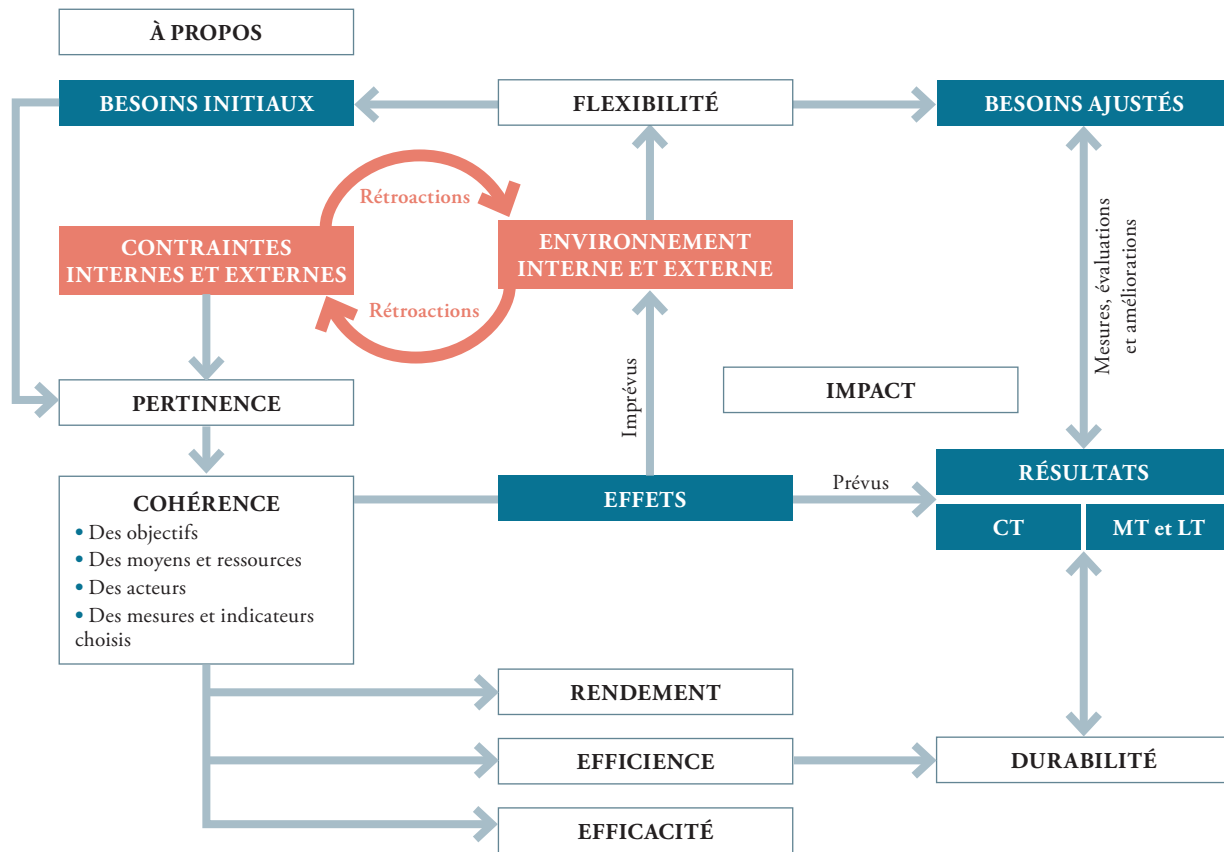 À PROPOS
BESOINS INITIAUX
FLEXIBILITÉ
BESOINS AJUSTÉS
Rétroactions
CONTRAINTES
INTERNES ET EXTERNES
ENVIRONNEMENT
INTERNE ET EXTERNE
Rétroactions
Mesures, évaluations
et améliorations
Imprévus
PERTINENCE
IMPACT
COHÉRENCE
• Des objectifs
• Des moyens et ressources
• Des acteurs
• Des mesures et indicateurs
choisis
EFFETS
Prévus
RÉSULTATS
CT
MT et LT
RENDEMENT
EFFICIENCE
DURABILITÉ
EFFICACITÉ